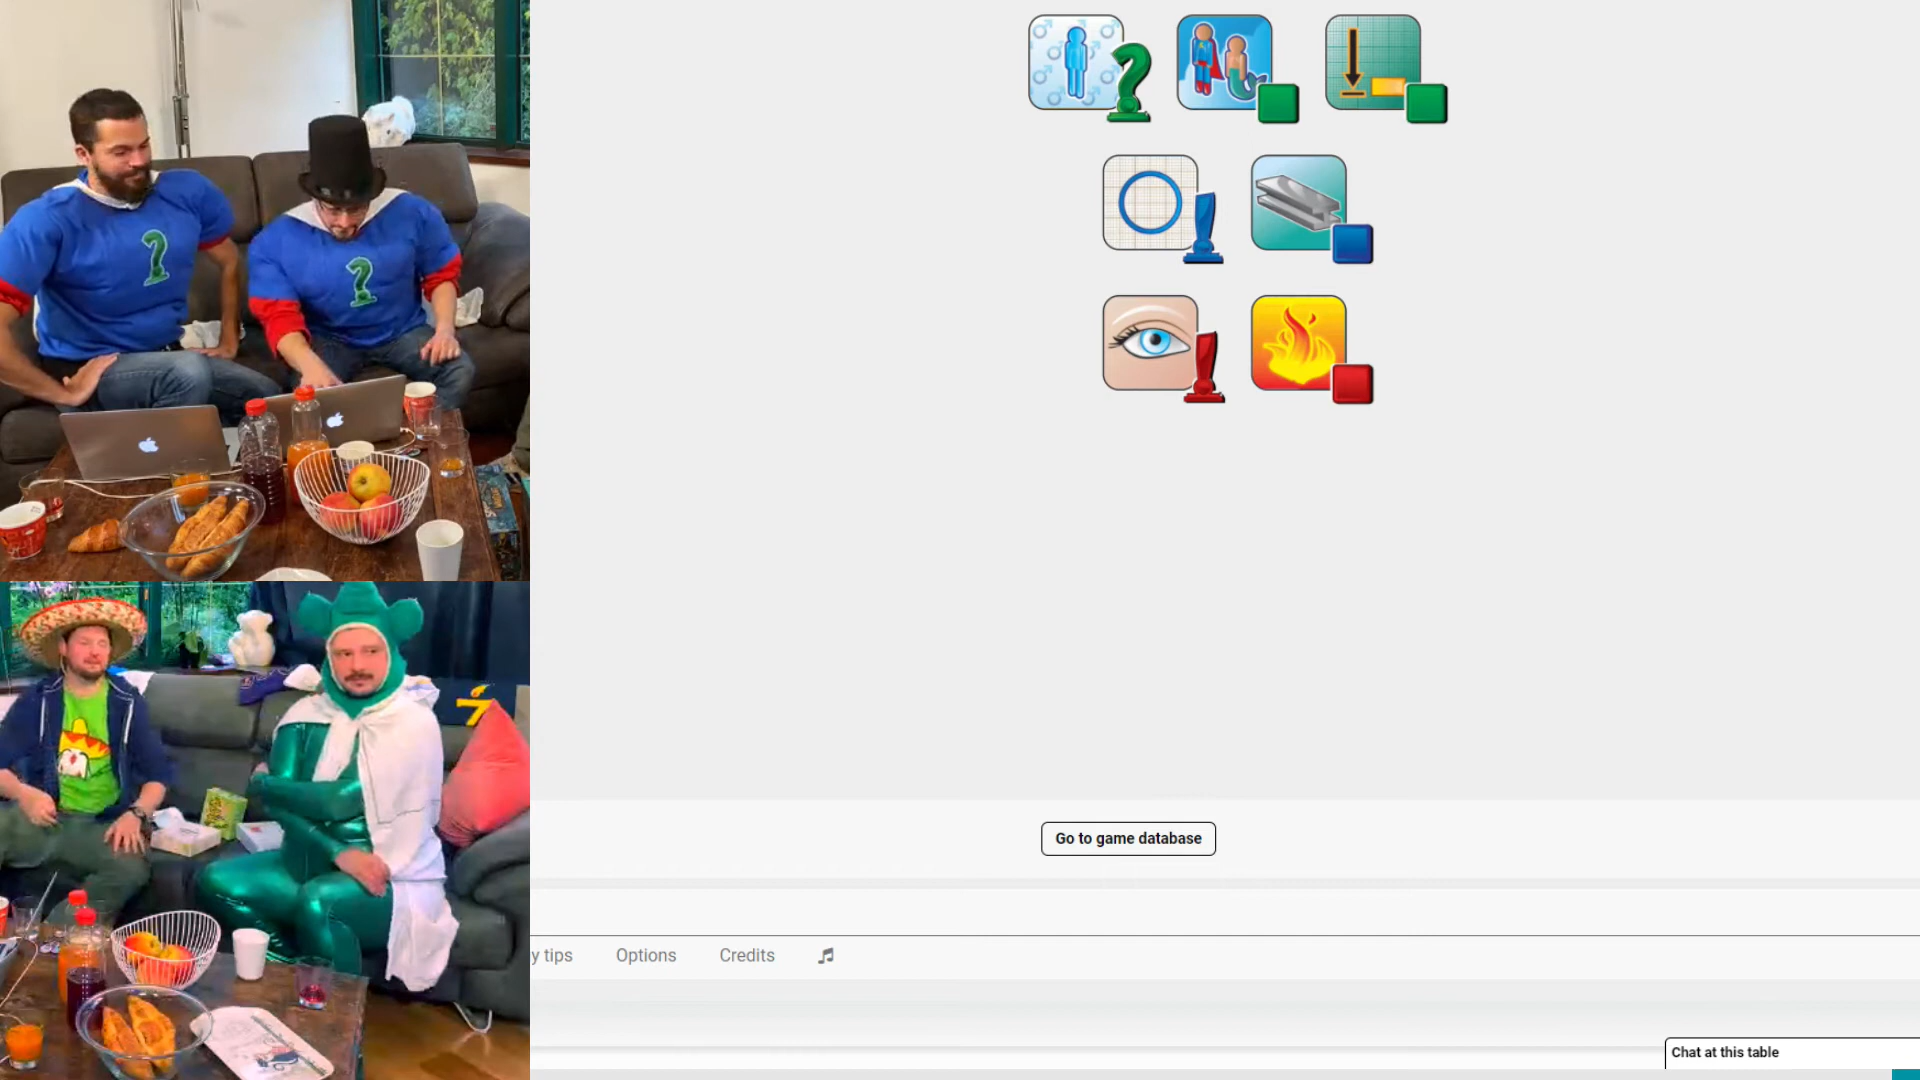 Go to game database
y tips
Options
Credits
Chat at this table